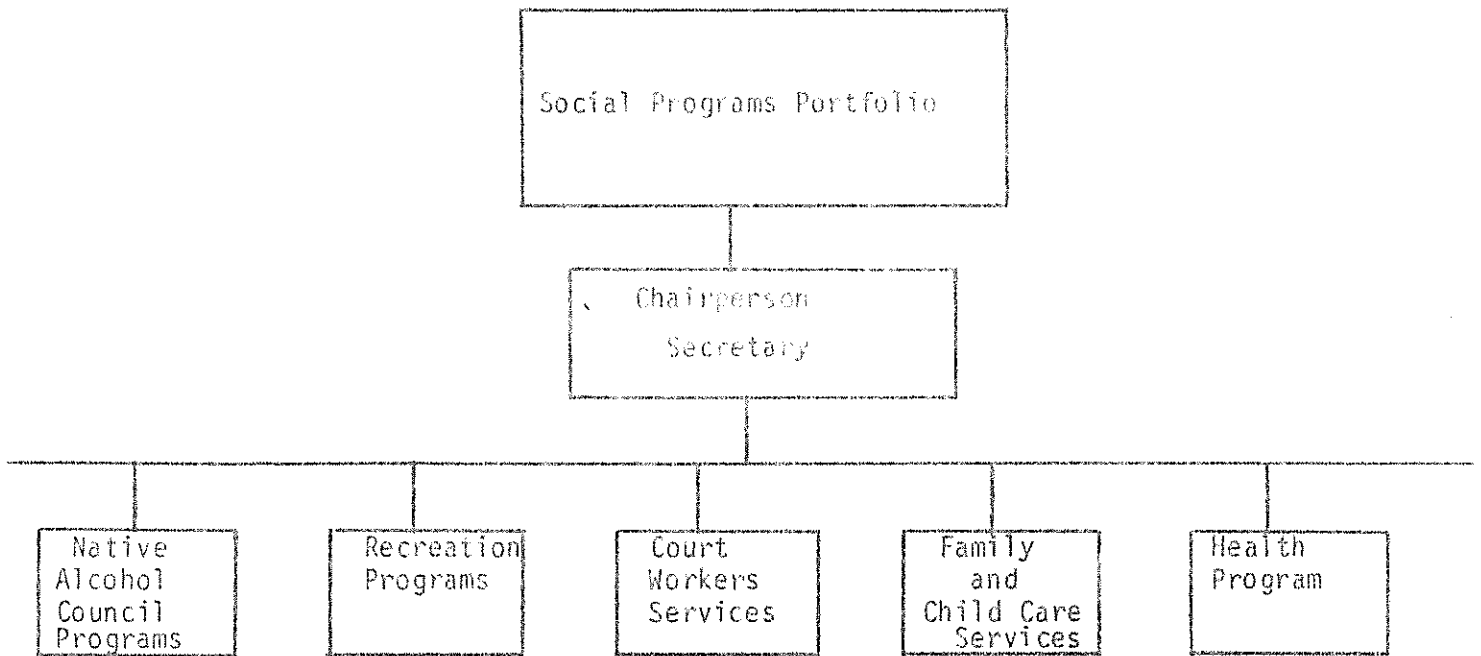 Social Programs Portfolio
Chairperson
Secretary
Native
Alcohol
Council
Programs
Recreation
Programs
Court
Workers
Services
Family
and
Child Care
Services
Health
Program